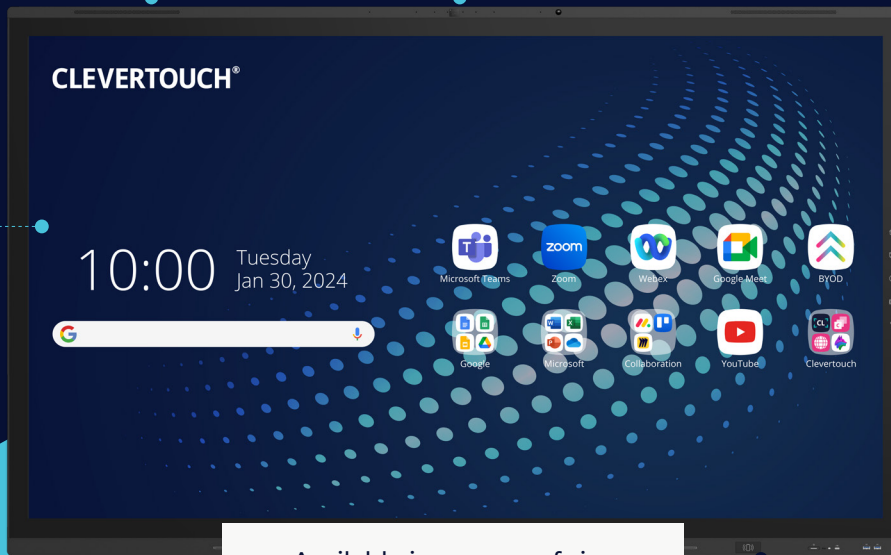 CLEVERTOUCH®
10:00
Tuesday
Jan 30, 2024
Microsoft Teams
zoom
Zoom
Webex
Google Meet
BYOD
Google
Microsoft
Collaboration
YouTube
Clevertouch